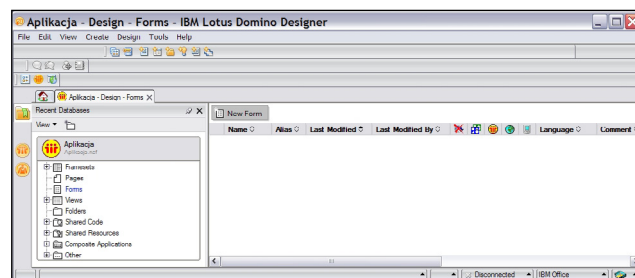 Aplikacja - Design - Forms - IBM Lotus Domino Designer
File Edit View Create Design Tools Help
Aplikacja - Design - Forms
Recent Databases
New Form
View
Name Alias Last Modified Last Modified By Language Comment
Aplikacja
Aplikacja.nsf
Framesets
Pages
Forms
Views
Folders
Shared Code
Shared Resources
Composite Applications
Other
Disconnected IBM Office